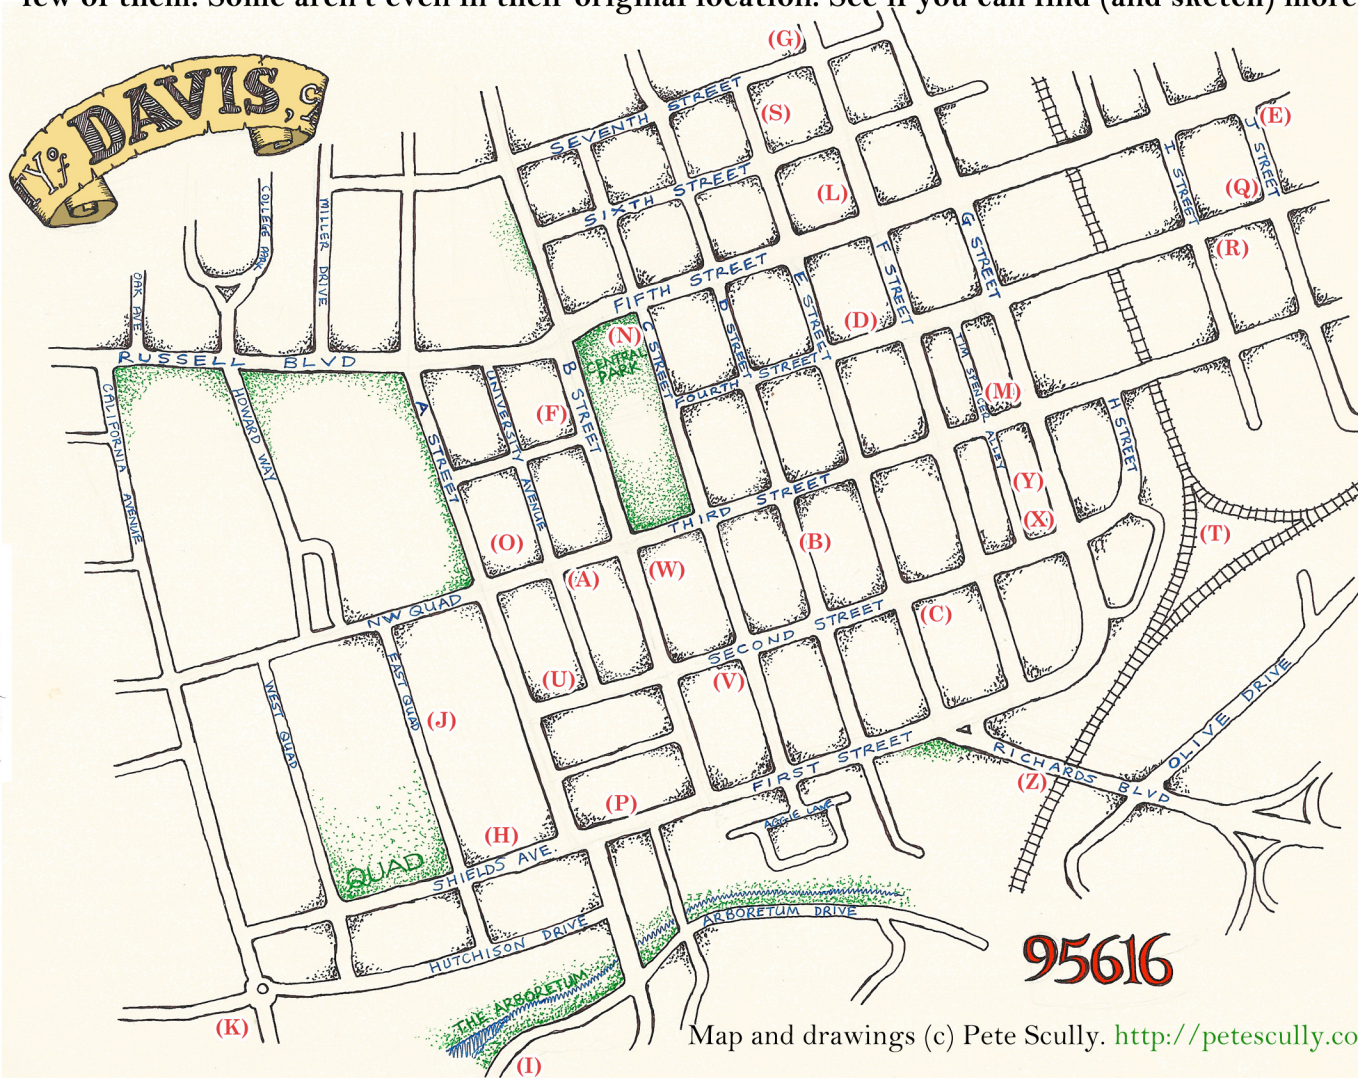 few of them. Some aren't even in their original location. See if you can find (and sketch) more
Yᵉ of DAVIS, C
(G)
SEVENTH STREET
(S)
(E)
J STREET
I STREET
(Q)
COLLEGE PARK
MILLER DRIVE
SIXTH STREET
(L)
G STREET
F STREET
(R)
OAK AVE
FIFTH STREET
E STREET
D STREET
C STREET
(D)
(N)
CENTRAL PARK
RUSSELL BLVD
B STREET
FOURTH STREET
TIM SPENCER ALLEY
(M)
CALIFORNIA AVENUE
HOWARD WAY
A STREET
UNIVERSITY AVENUE
(F)
H STREET
THIRD STREET
(Y)
(X)
(T)
(O)
(A)
(W)
(B)
NW QUAD
SECOND STREET
(C)
EAST QUAD
WEST QUAD
(J)
(U)
(V)
OLIVE DRIVE
FIRST STREET
RICHARDS BLVD
(Z)
(P)
AGGIE LANE
(H)
QUAD
SHIELDS AVE
ARBORETUM DRIVE
HUTCHISON DRIVE
THE ARBORETUM
95616
(K)
(I)
Map and drawings (c) Pete Scully. http://petescully.co